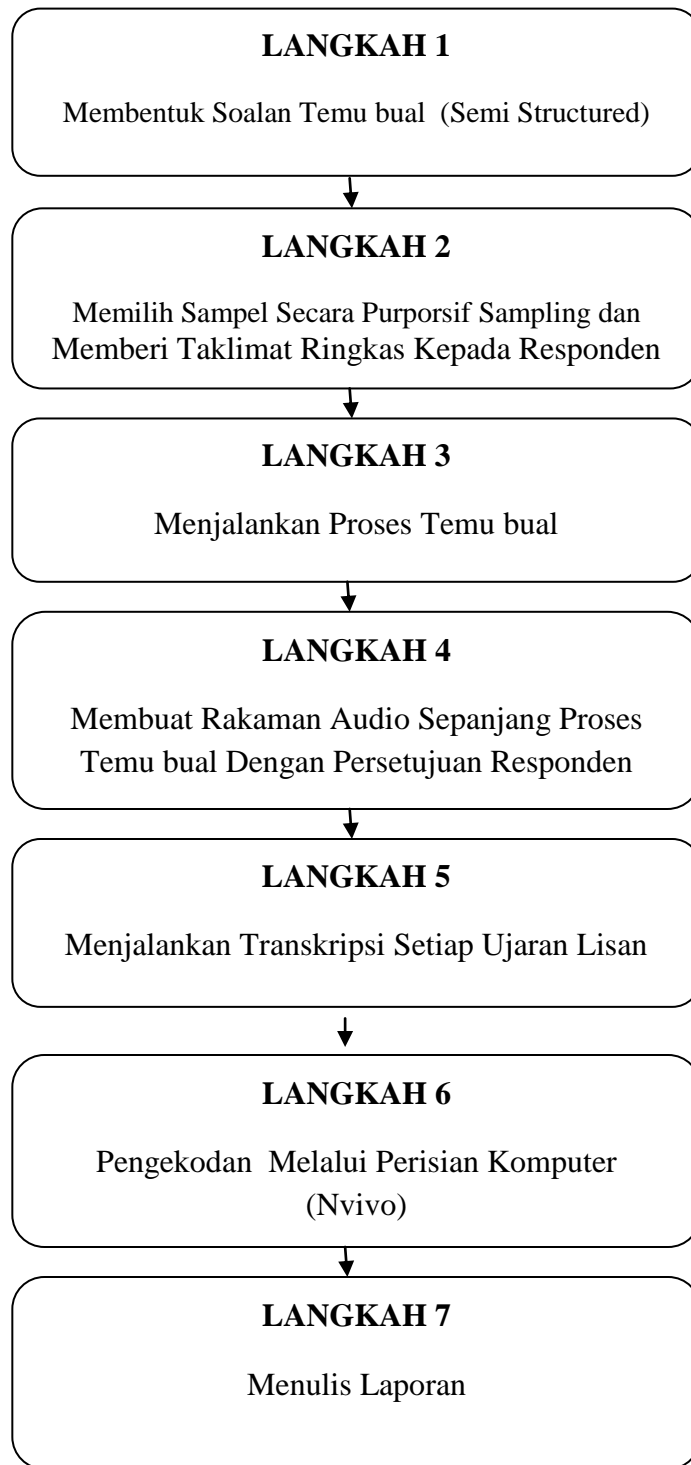 LANGKAH 1
Membentuk Soalan Temu bual (Semi Structured)
LANGKAH 2
Memilih Sampel Secara Purporsif Sampling dan
Memberi Taklimat Ringkas Kepada Responden
LANGKAH 3
Menjalankan Proses Temu bual
LANGKAH 4
Membuat Rakaman Audio Sepanjang Proses
Temu bual Dengan Persetujuan Responden
LANGKAH 5
Menjalankan Transkripsi Setiap Ujaran Lisan
LANGKAH 6
Pengekodan Melalui Perisian Komputer
(Nvivo)
LANGKAH 7
Menulis Laporan